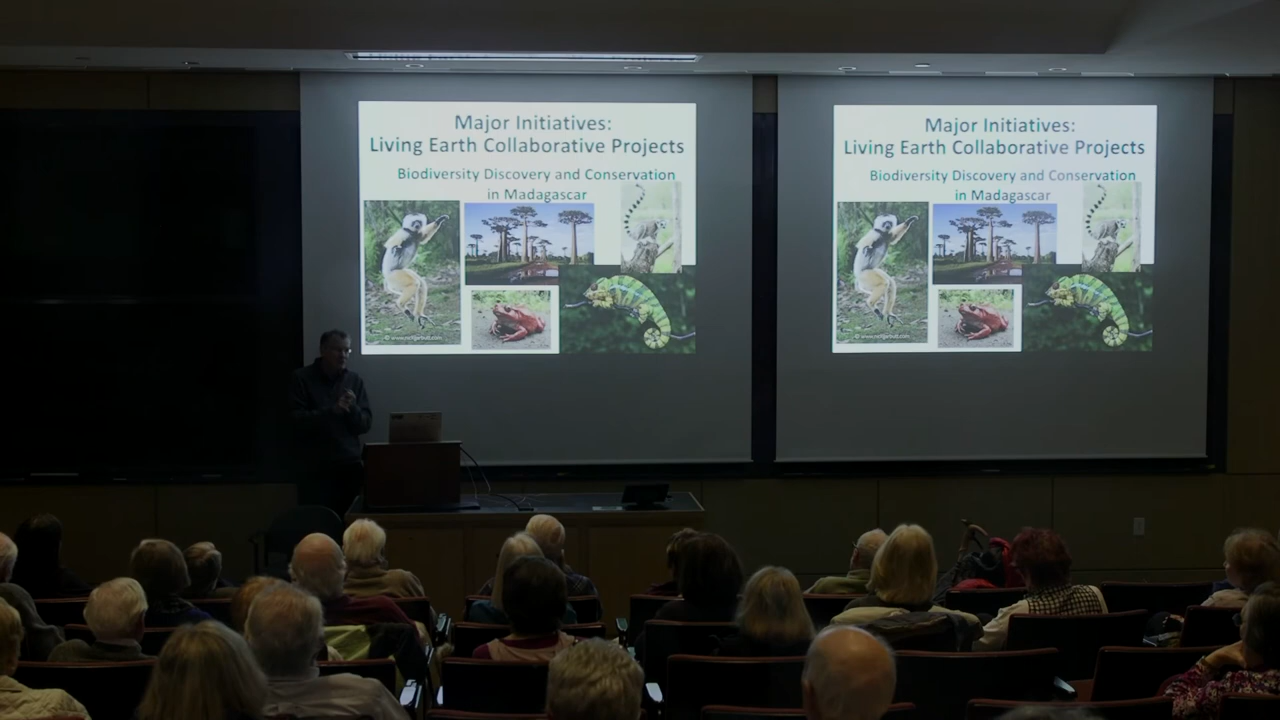 Major Initiatives:
Living Earth Collaborative Projects
Biodiversity Discovery and Conservation
in Madagascar
Major Initiatives:
Living Earth Collaborative Projects
Biodiversity Discovery and Conservation
in Madagascar